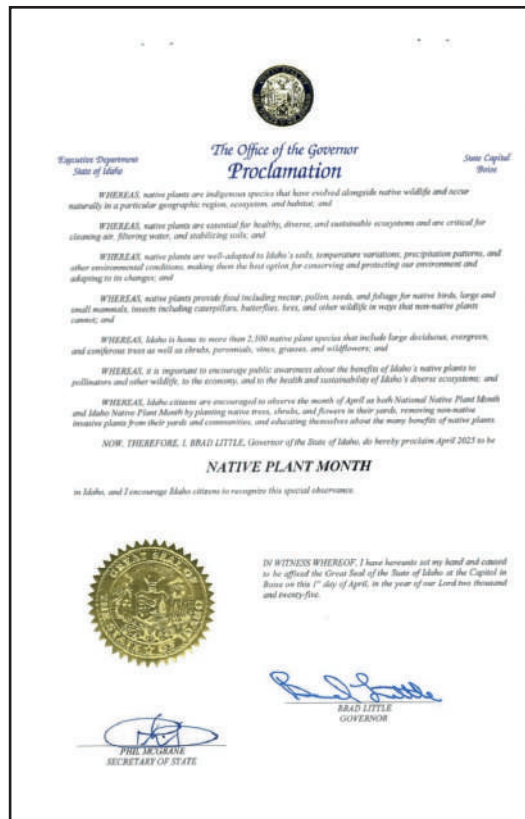 Executive Department
State of Idaho
The Office of the Governor
Proclamation
State Capitol
Boise
WHEREAS, native plants are indigenous species that have evolved alongside native wildlife and occur
naturally in a particular geographic region, ecosystem, and habitat; and
WHEREAS, native plants are essential for healthy, diverse, and sustainable ecosystems and are critical for
cleaning air, filtering water, and stabilizing soils; and
WHEREAS, native plants are well-adapted to Idaho's soils, temperature variations, precipitation patterns, and
other environmental conditions, making them the best option for conserving and protecting our environment and
adapting to its changes; and
WHEREAS, native plants provide food including nectar, pollen, seeds, and foliage for native birds, large and
small mammals, insects including caterpillars, butterflies, bees, and other wildlife in ways that non-native plants
cannot; and
WHEREAS, Idaho is home to more than 2,300 native plant species that include large deciduous, evergreen,
and coniferous trees as well as shrubs, perennials, vines, grasses, and wildflowers; and
WHEREAS, it is important to encourage public awareness about the benefits of Idaho's native plants to
pollinators and other wildlife, to the economy, and to the health and sustainability of Idaho's diverse ecosystems; and
WHEREAS, Idaho citizens are encouraged to observe the month of April as both National Native Plant Month
and Idaho Native Plant Month by planting native trees, shrubs, and flowers in their yards, removing non-native
invasive plants from their yards and communities, and educating themselves about the many benefits of native plants.
NOW, THEREFORE, I, BRAD LITTLE, Governor of the State of Idaho, do hereby proclaim April 2025 to be
NATIVE PLANT MONTH
in Idaho, and I encourage Idaho citizens to recognize this special observance.
IN WITNESS WHEREOF, I have hereunto set my hand and caused
to be affixed the Great Seal of the State of Idaho at the Capitol in
Boise on this 1st day of April, in the year of our Lord two thousand
and twenty-five.
GREAT SEAL OF
THE STATE OF IDAHO
Brad Little
BRAD LITTLE
GOVERNOR
PHIL MCGRANE
SECRETARY OF STATE